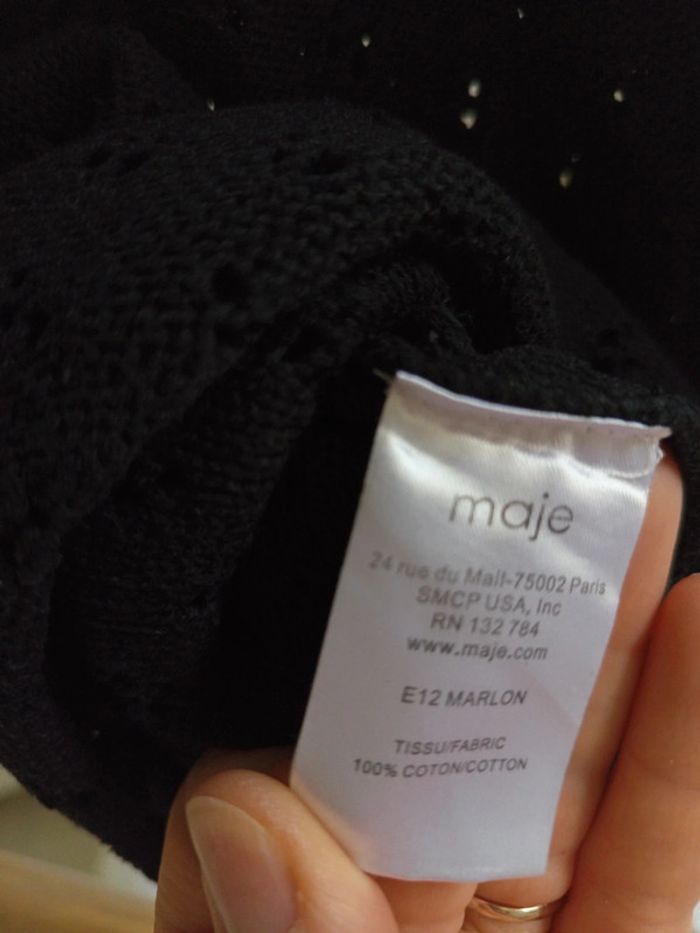 maje
24 rue du Mail-75002 Paris
SMCP USA, Inc
RN 132 784
www.maje.com
E12 MARLON
TISSU/FABRIC
100% COTON/COTTON